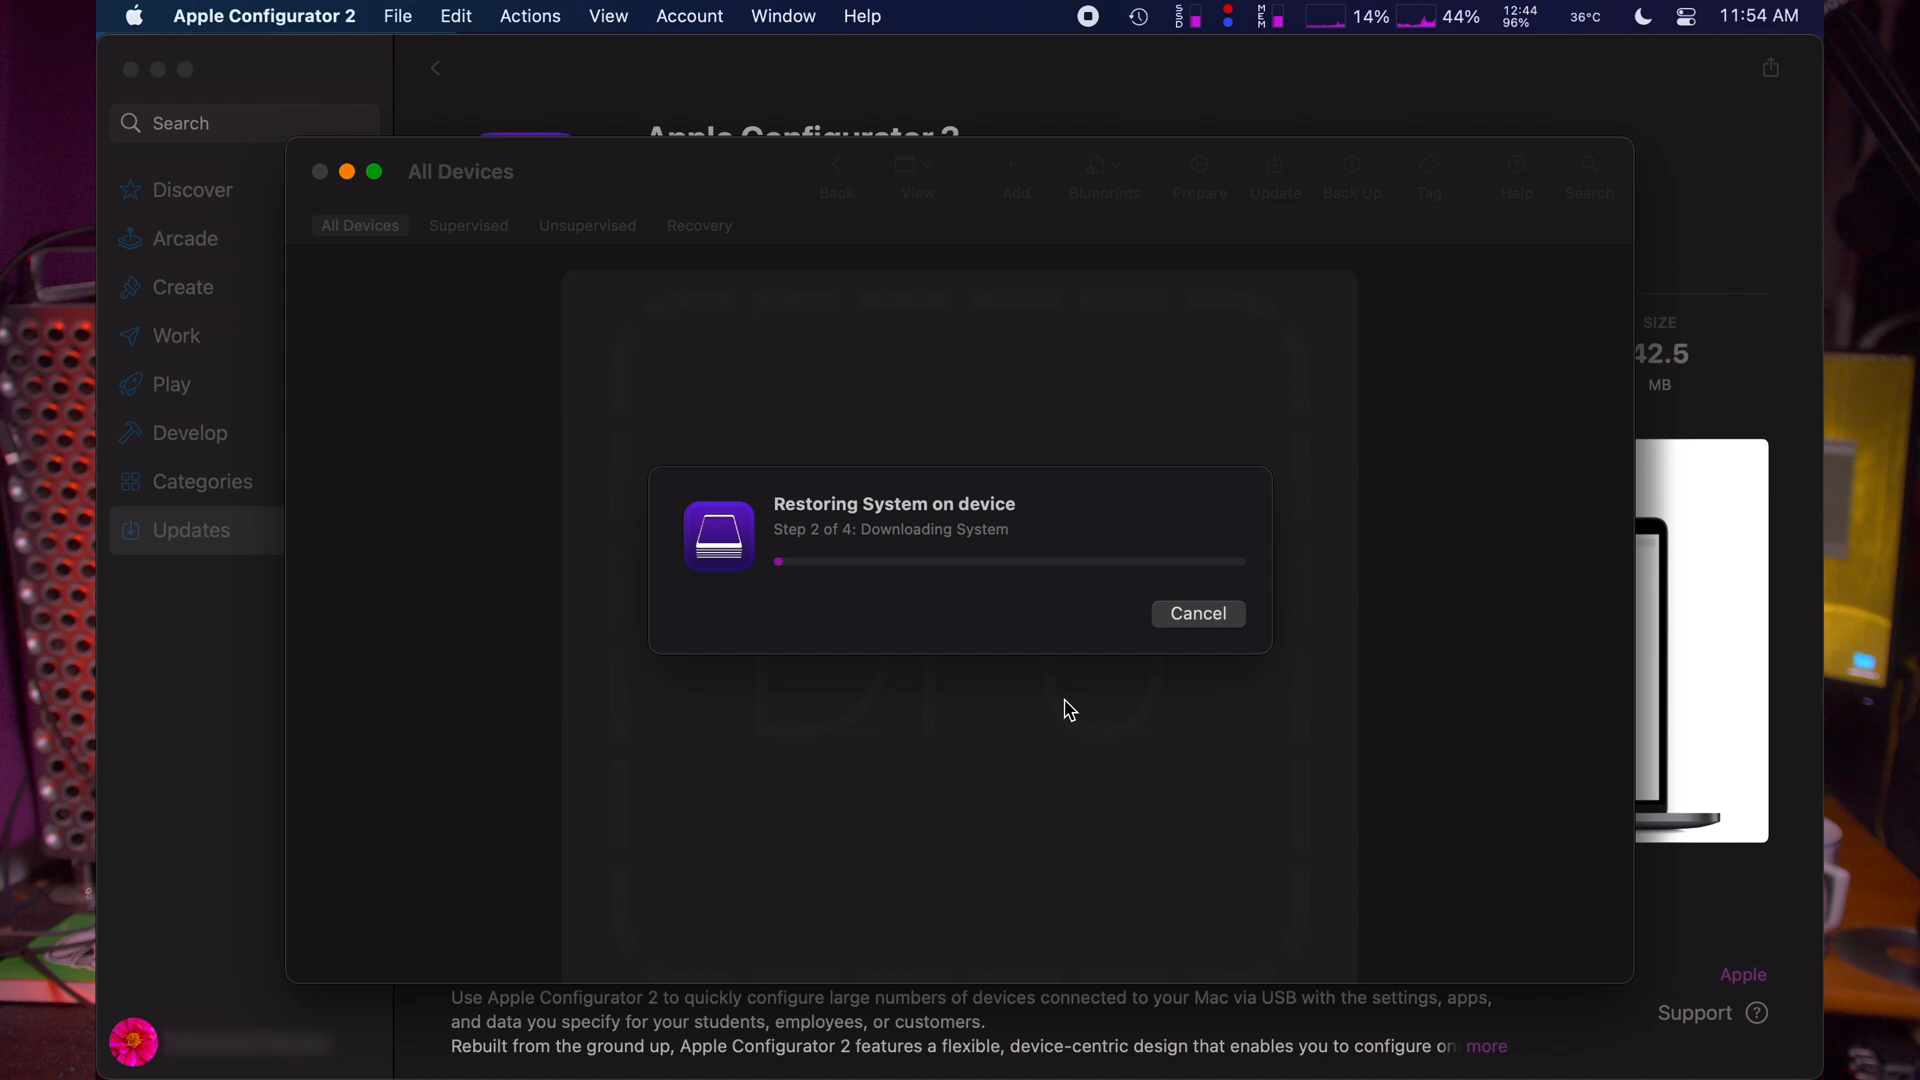 Apple Configurator 2 File Edit Actions View Account Window Help
SSD MEM 14% 44% 12:44 96% 36°C 11:54 AM
Search
Apple Configurator 2
Discover
Arcade
Create
Work
Play
Develop
Categories
Updates
All Devices
Back View Add Blueprints Prepare Update Back Up Tag Help Search
All Devices Supervised Unsupervised Recovery
SIZE
42.5
MB
Restoring System on device
Step 2 of 4: Downloading System
Cancel
DFU
Apple
Support
Use Apple Configurator 2 to quickly configure large numbers of devices connected to your Mac via USB with the settings, apps,
and data you specify for your students, employees, or customers.
Rebuilt from the ground up, Apple Configurator 2 features a flexible, device-centric design that enables you to configure on more